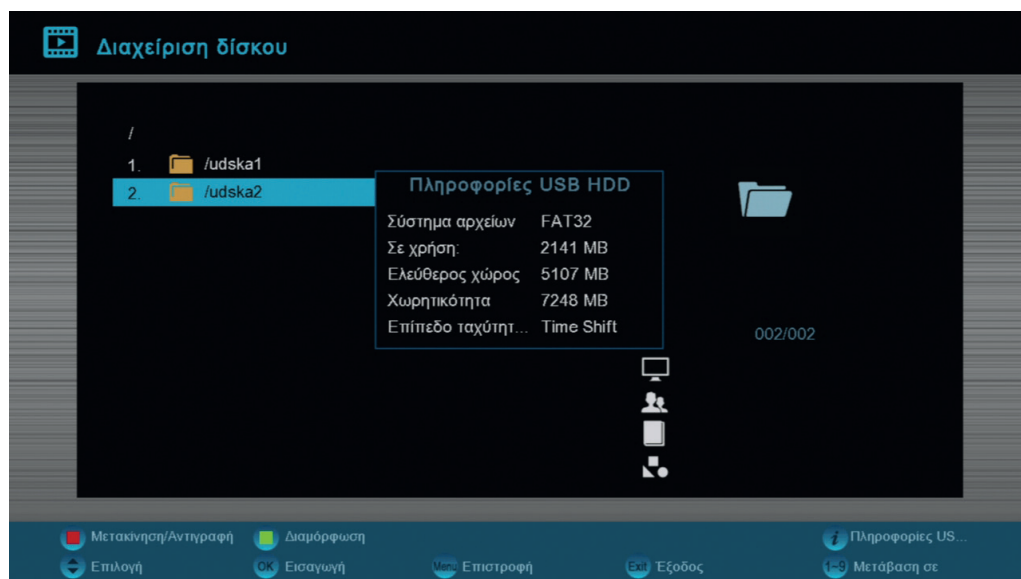 Διαχείριση δίσκου
/
1. /udska1
2. /udska2
Πληροφορίες USB HDD
Σύστημα αρχείων FAT32
Σε χρήση: 2141 MB
Ελεύθερος χώρος 5107 MB
Χωρητικότητα 7248 MB
Επίπεδο ταχύτητ... Time Shift
002/002
Μετακίνηση/Αντιγραφή Διαμόρφωση i Πληροφορίες US...
Επιλογή OK Εισαγωγή Menu Επιστροφή Exit Έξοδος 1-9 Μετάβαση σε